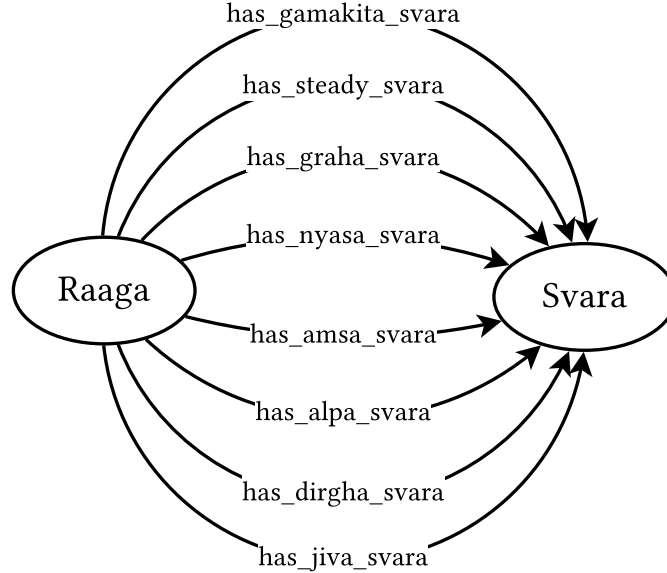 has_gamakita_svara
has_steady_svara
has_graha_svara
has_nyasa_svara
Raaga
Svara
has_amsa_svara
has_alpa_svara
has_dirgha_svara
has_jiva_svara